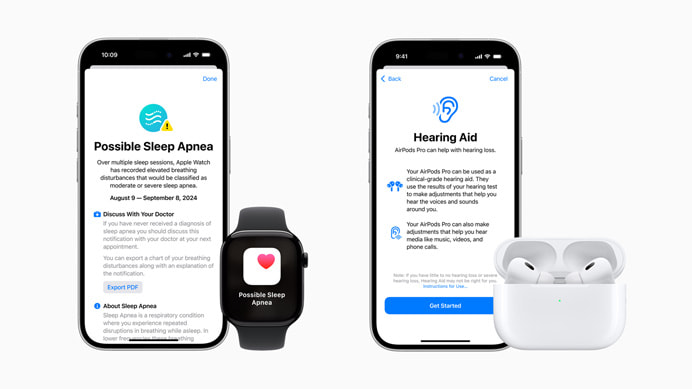 10:09
Done
Possible Sleep Apnea
Over multiple sleep sessions, Apple Watch
has recorded elevated breathing
disturbances that would be classified as
moderate or severe sleep apnea.
August 9 — September 8, 2024
Discuss With Your Doctor
If you have never received a diagnosis of
sleep apnea you should discuss this
notification with your doctor at your next
appointment.
You can export a chart of your breathing
disturbances along with an explanation of
the notification.
Export PDF
About Sleep Apnea
Sleep Apnea is a respiratory condition
where you experience repeated
disruptions in breathing while asleep. In
lower frequencies these breathing
Possible Sleep
Apnea
9:41
Back
Cancel
Hearing Aid
AirPods Pro can help with hearing loss.
Your AirPods Pro can be used as a
clinical-grade hearing aid. They
use the results of your hearing test
to make adjustments that help you
hear the voices and sounds
around you.
Your AirPods Pro can also make
adjustments that help you hear
media like music, videos, and
phone calls.
Note: If you have little to no hearing loss or severe
hearing loss, Hearing Aid may not be right for you.
Instructions for Use...
Get Started